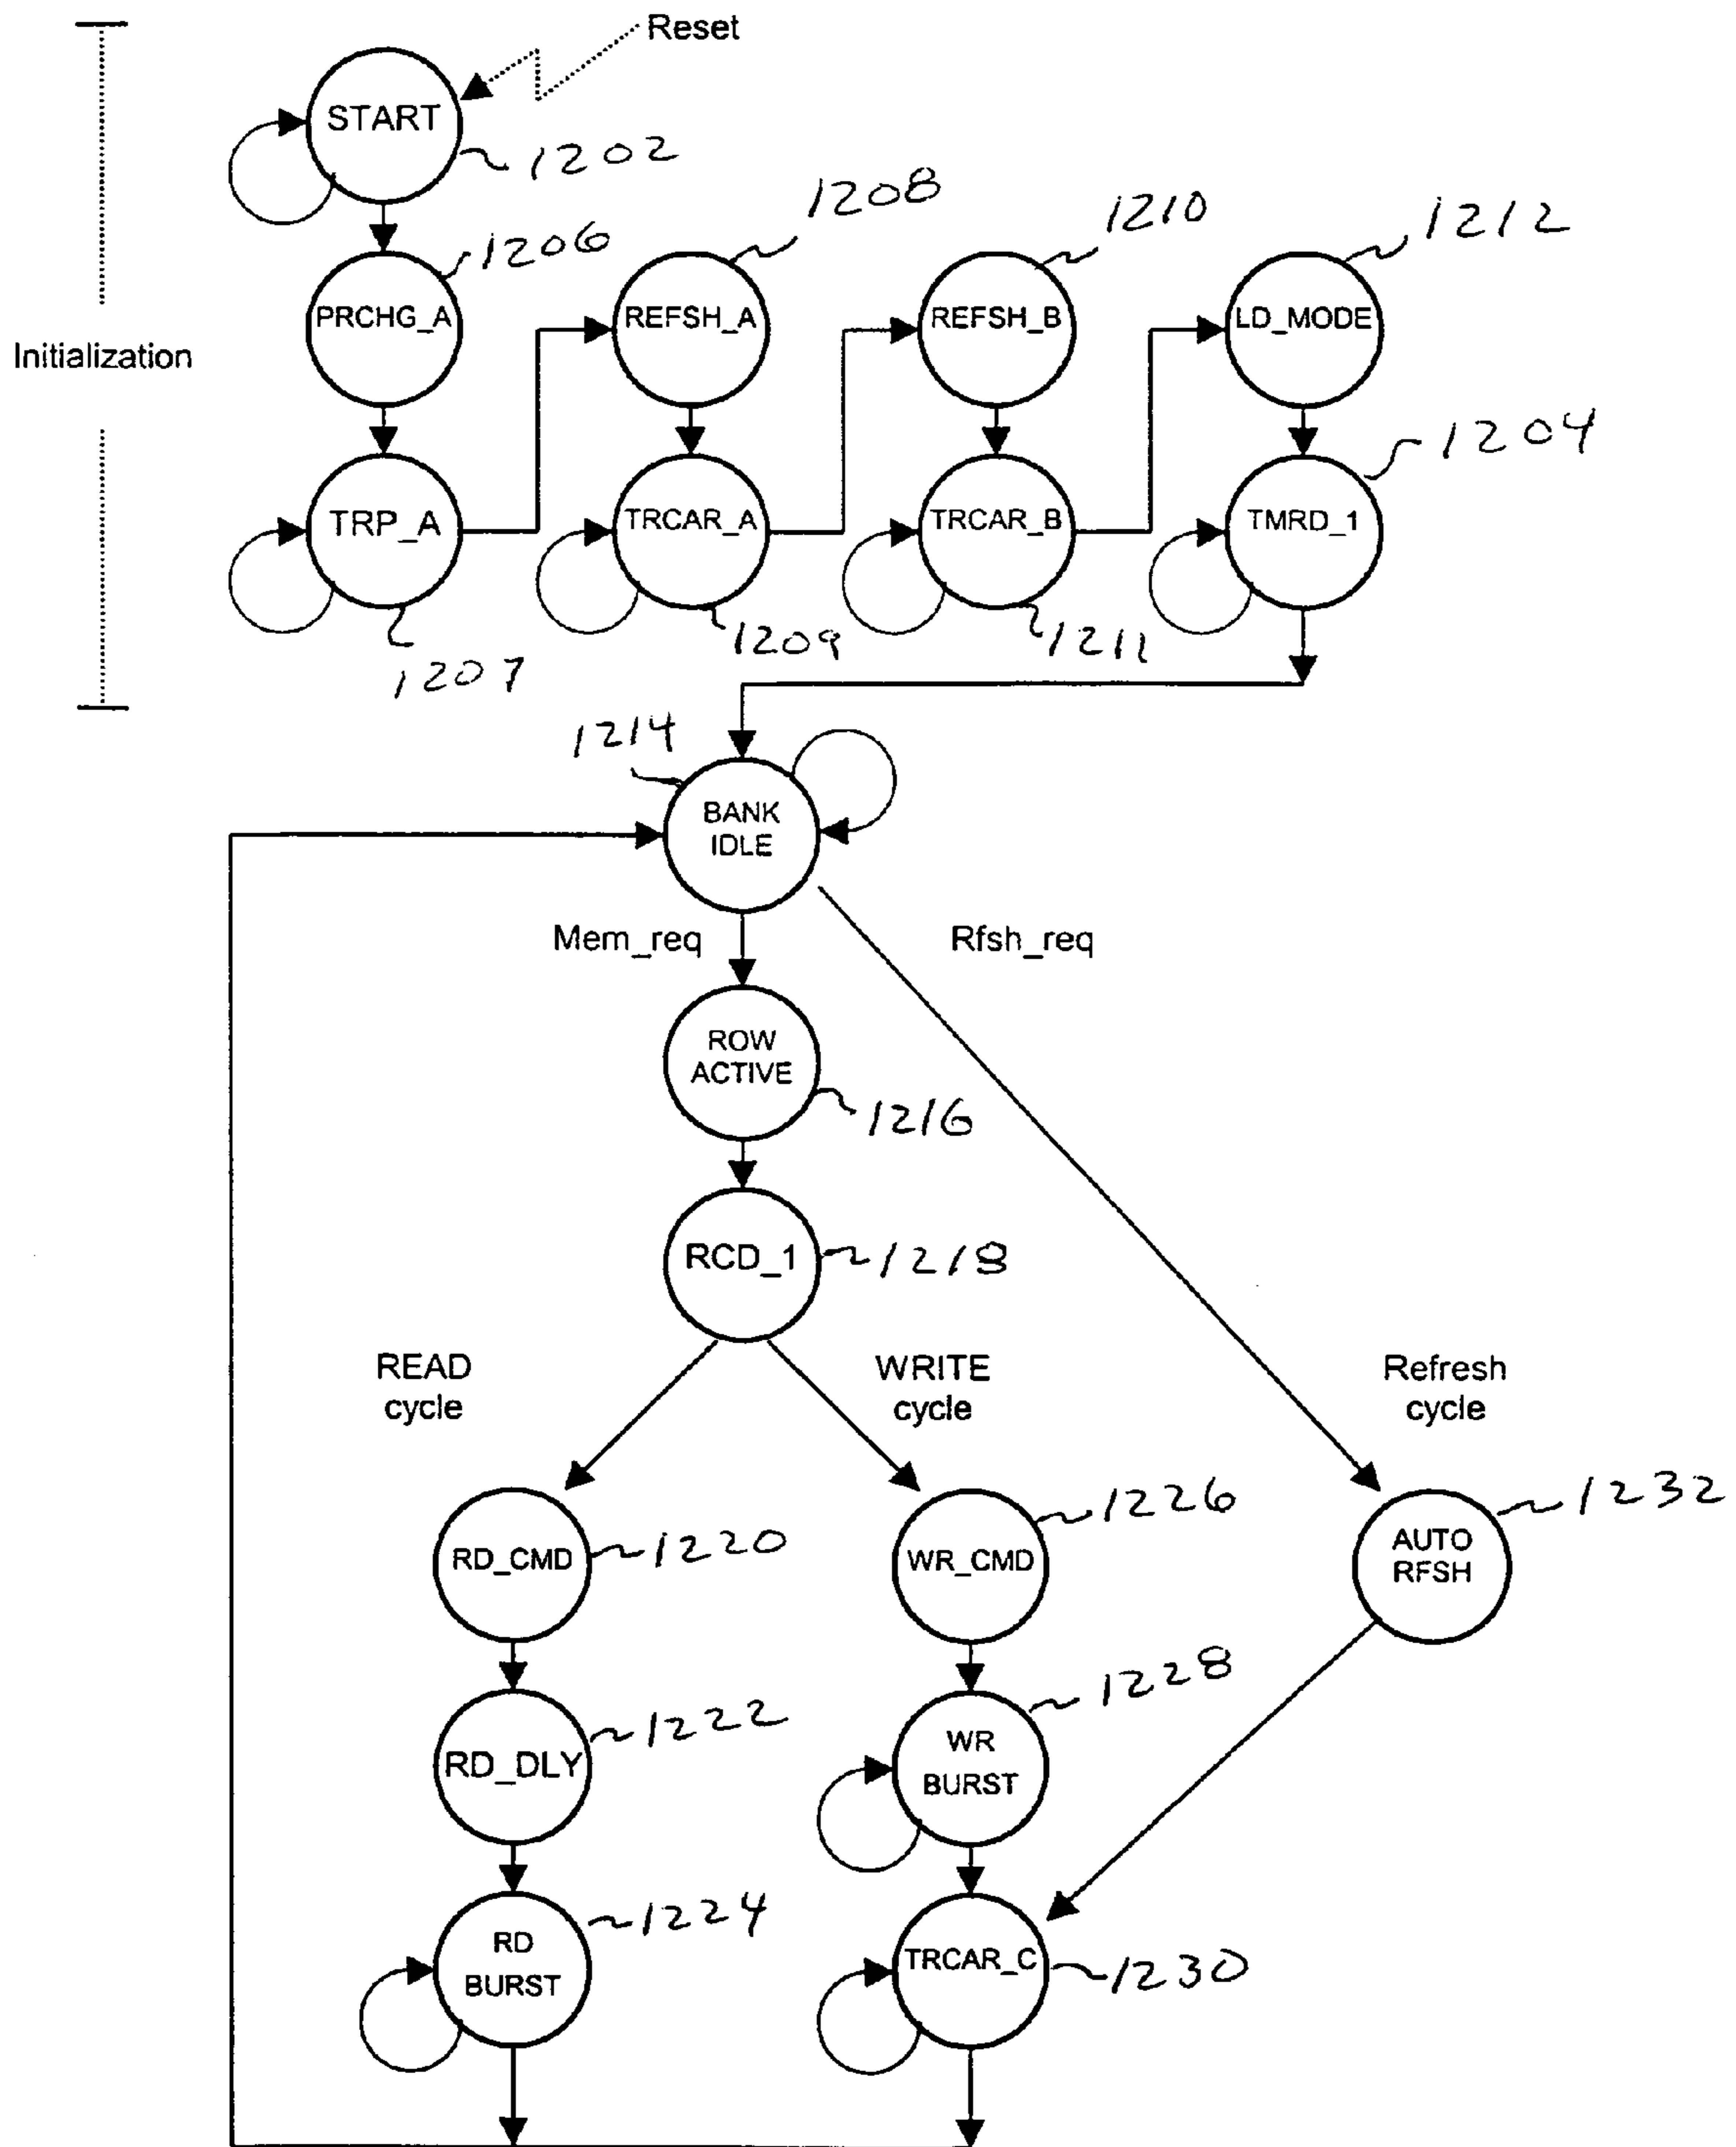 Reset
START
1202
1206
1208
1210
1212
PRCHG_A
REFSH_A
REFSH_B
LD_MODE
Initialization
1204
TRP_A
TRCAR_A
TRCAR_B
TMRD_1
1207
1209
1211
1214
BANK
IDLE
Mem_req
Rfsh_req
ROW
ACTIVE
1216
RCD_1
1218
READ
cycle
WRITE
cycle
Refresh
cycle
RD_CMD
1220
WR_CMD
1226
AUTO
RFSH
1232
RD_DLY
1222
WR
BURST
1228
RD
BURST
1224
TRCAR_C
1230